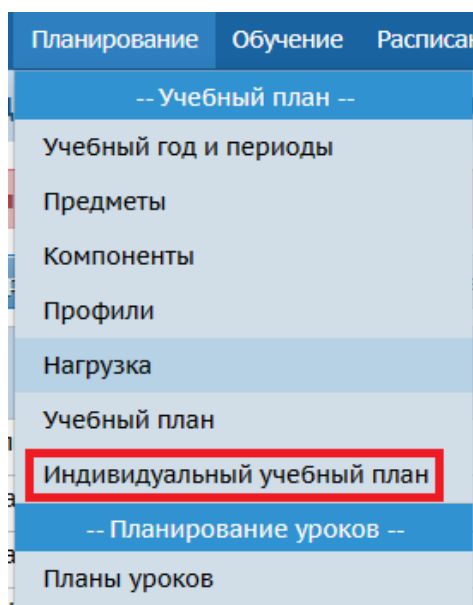 Планирование Обучение
-- Учебный план --
Учебный год и периоды
Предметы
Компоненты
Профили
Нагрузка
Учебный план
Индивидуальный учебный план
-- Планирование уроков --
Планы уроков